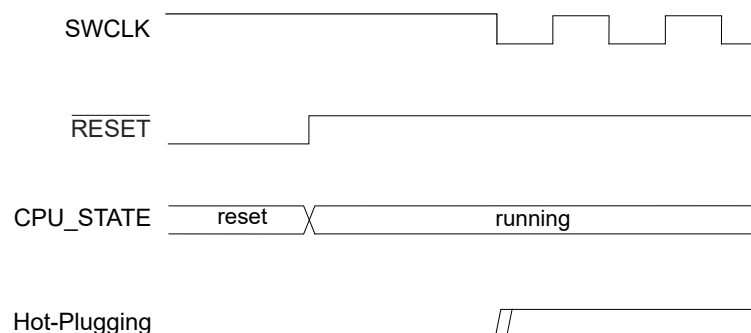 SWCLK
RESET
CPU_STATE reset running
Hot-Plugging